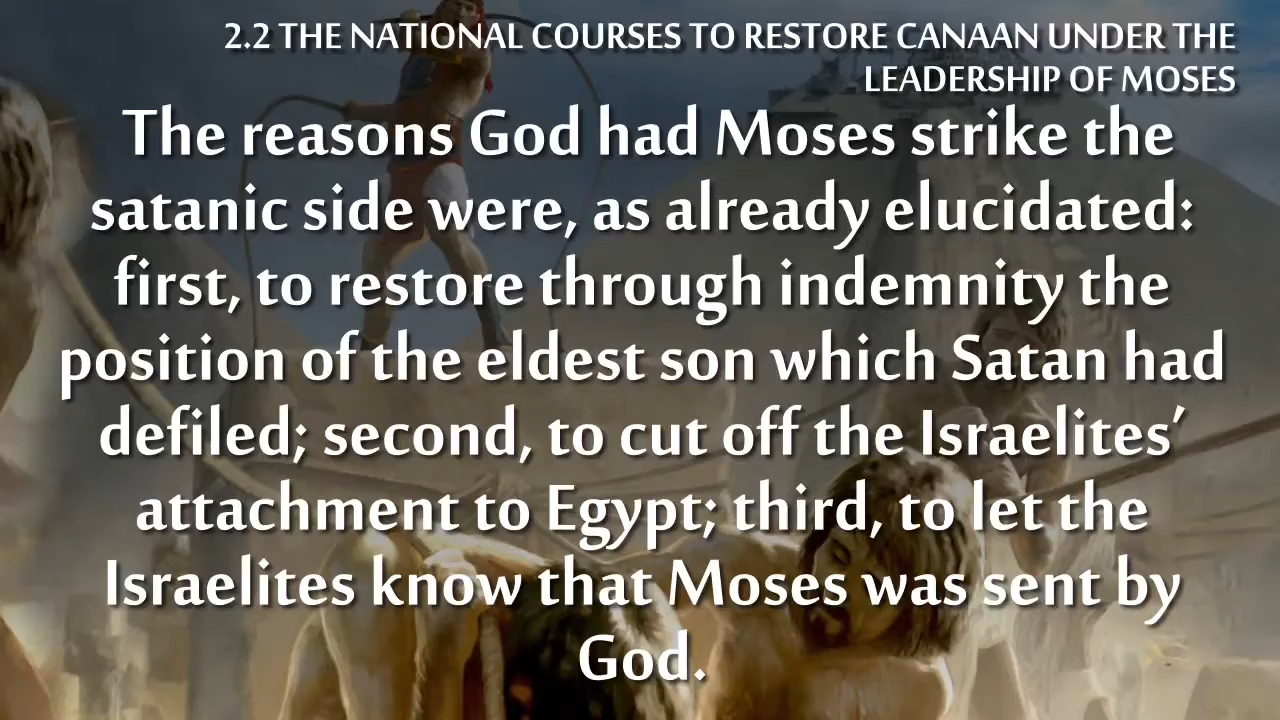 2.2 THE NATIONAL COURSES TO RESTORE CANAAN UNDER THE
LEADERSHIP OF MOSES
The reasons God had Moses strike the
satanic side were, as already elucidated:
first, to restore through indemnity the
position of the eldest son which Satan had
defiled; second, to cut off the Israelites’
attachment to Egypt; third, to let the
Israelites know that Moses was sent by
God.